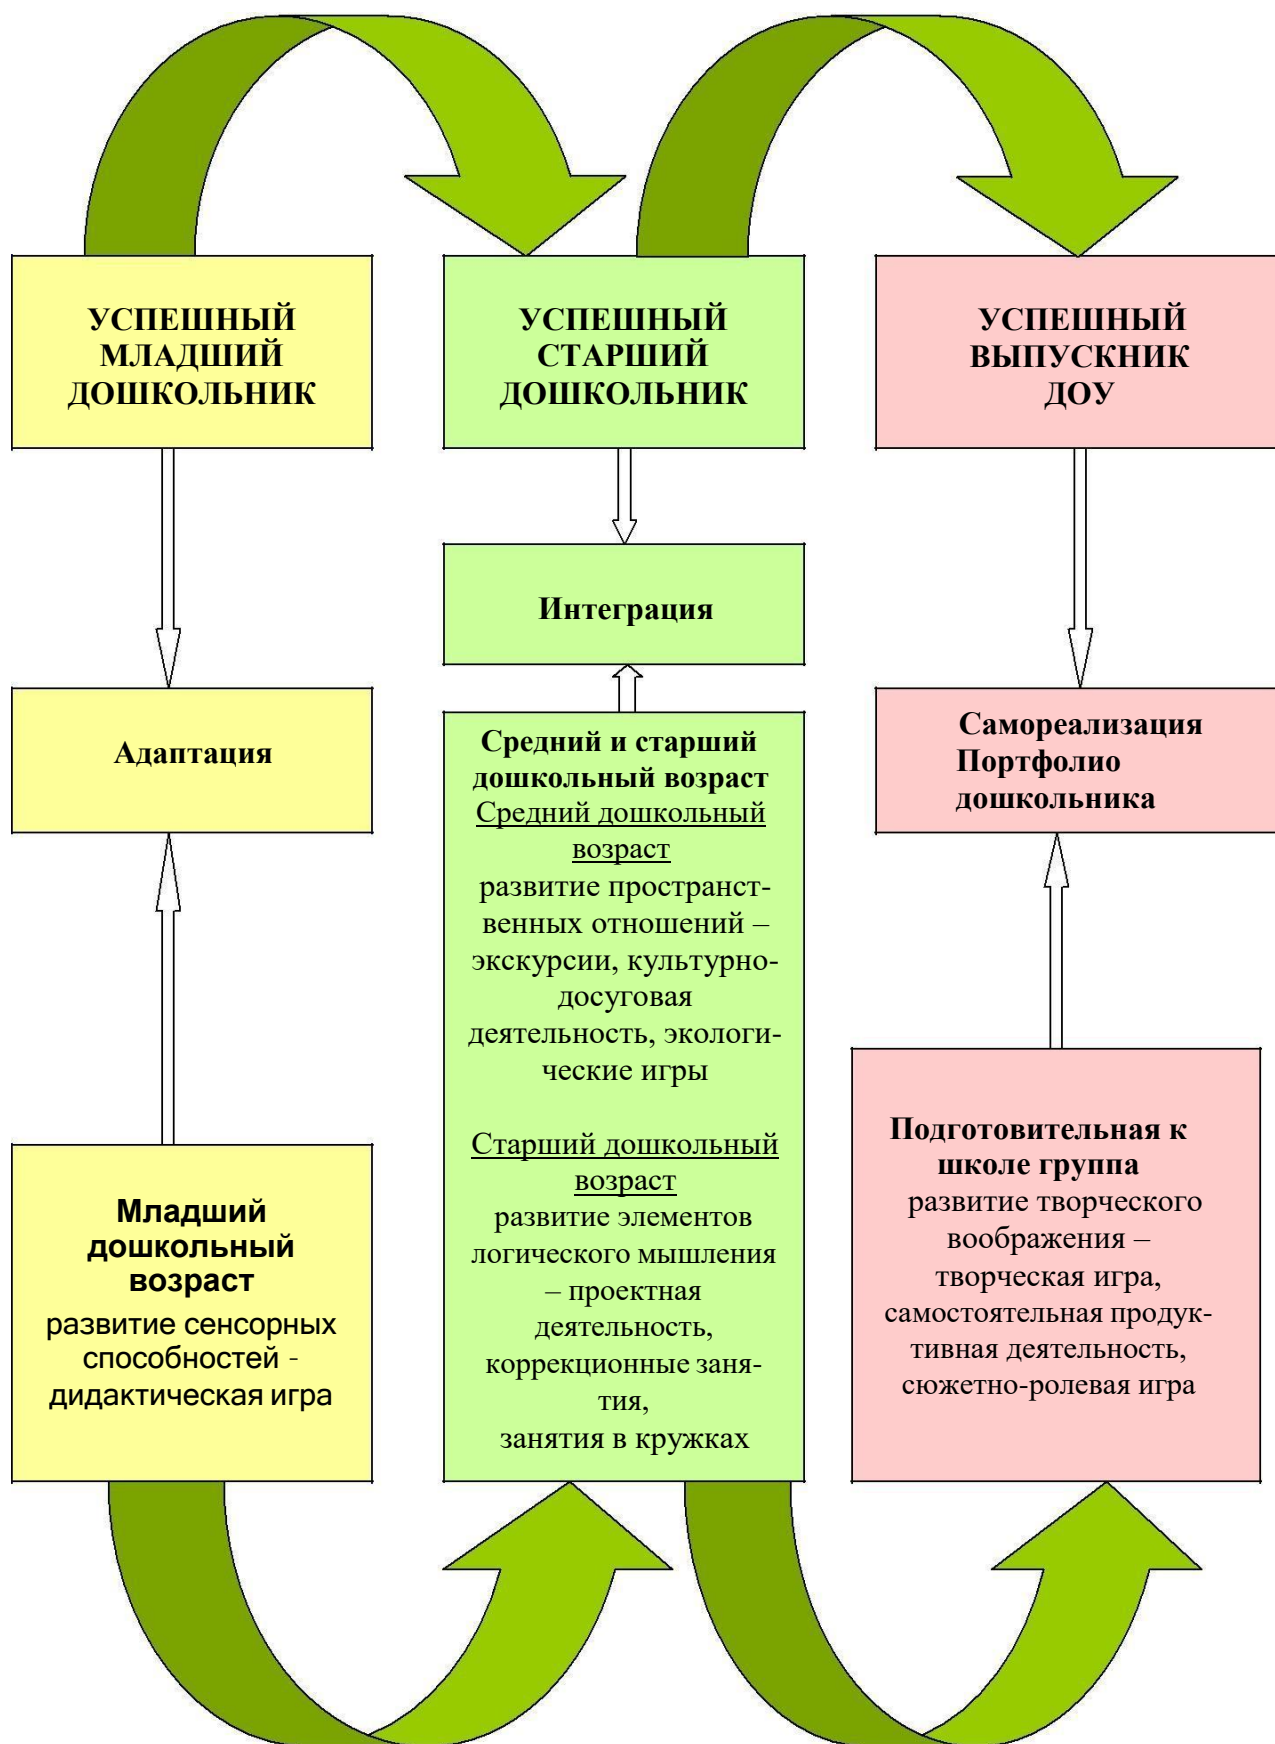 УСПЕШНЫЙ
МЛАДШИЙ
ДОШКОЛЬНИК
УСПЕШНЫЙ
СТАРШИЙ
ДОШКОЛЬНИК
УСПЕШНЫЙ
ВЫПУСКНИК
ДОУ
Интеграция
Адаптация
Самореализация
Портфолио
дошкольника
Средний и старший
дошкольный возраст
Средний дошкольный
возраст
развитие пространст-
венных отношений –
экскурсии, культурно-
досуговая
деятельность, экологи-
ческие игры
Старший дошкольный
возраст
развитие элементов
логического мышления
– проектная
деятельность,
коррекционные заня-
тия,
занятия в кружках
Младший
дошкольный
возраст
развитие сенсорных
способностей -
дидактическая игра
Подготовительная к
школе группа
развитие творческого
воображения –
творческая игра,
самостоятельная продук-
тивная деятельность,
сюжетно-ролевая игра